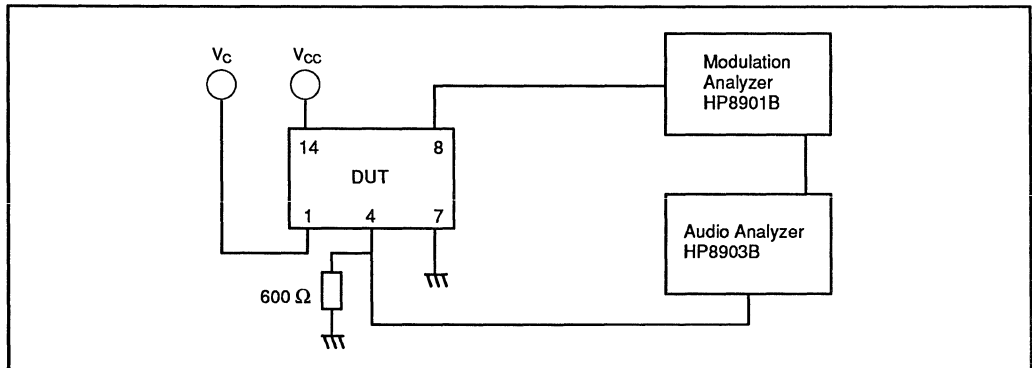 V_C
V_CC
Modulation
Analyzer
HP8901B
14
8
DUT
1
4
7
Audio Analyzer
HP8903B
600 Ω